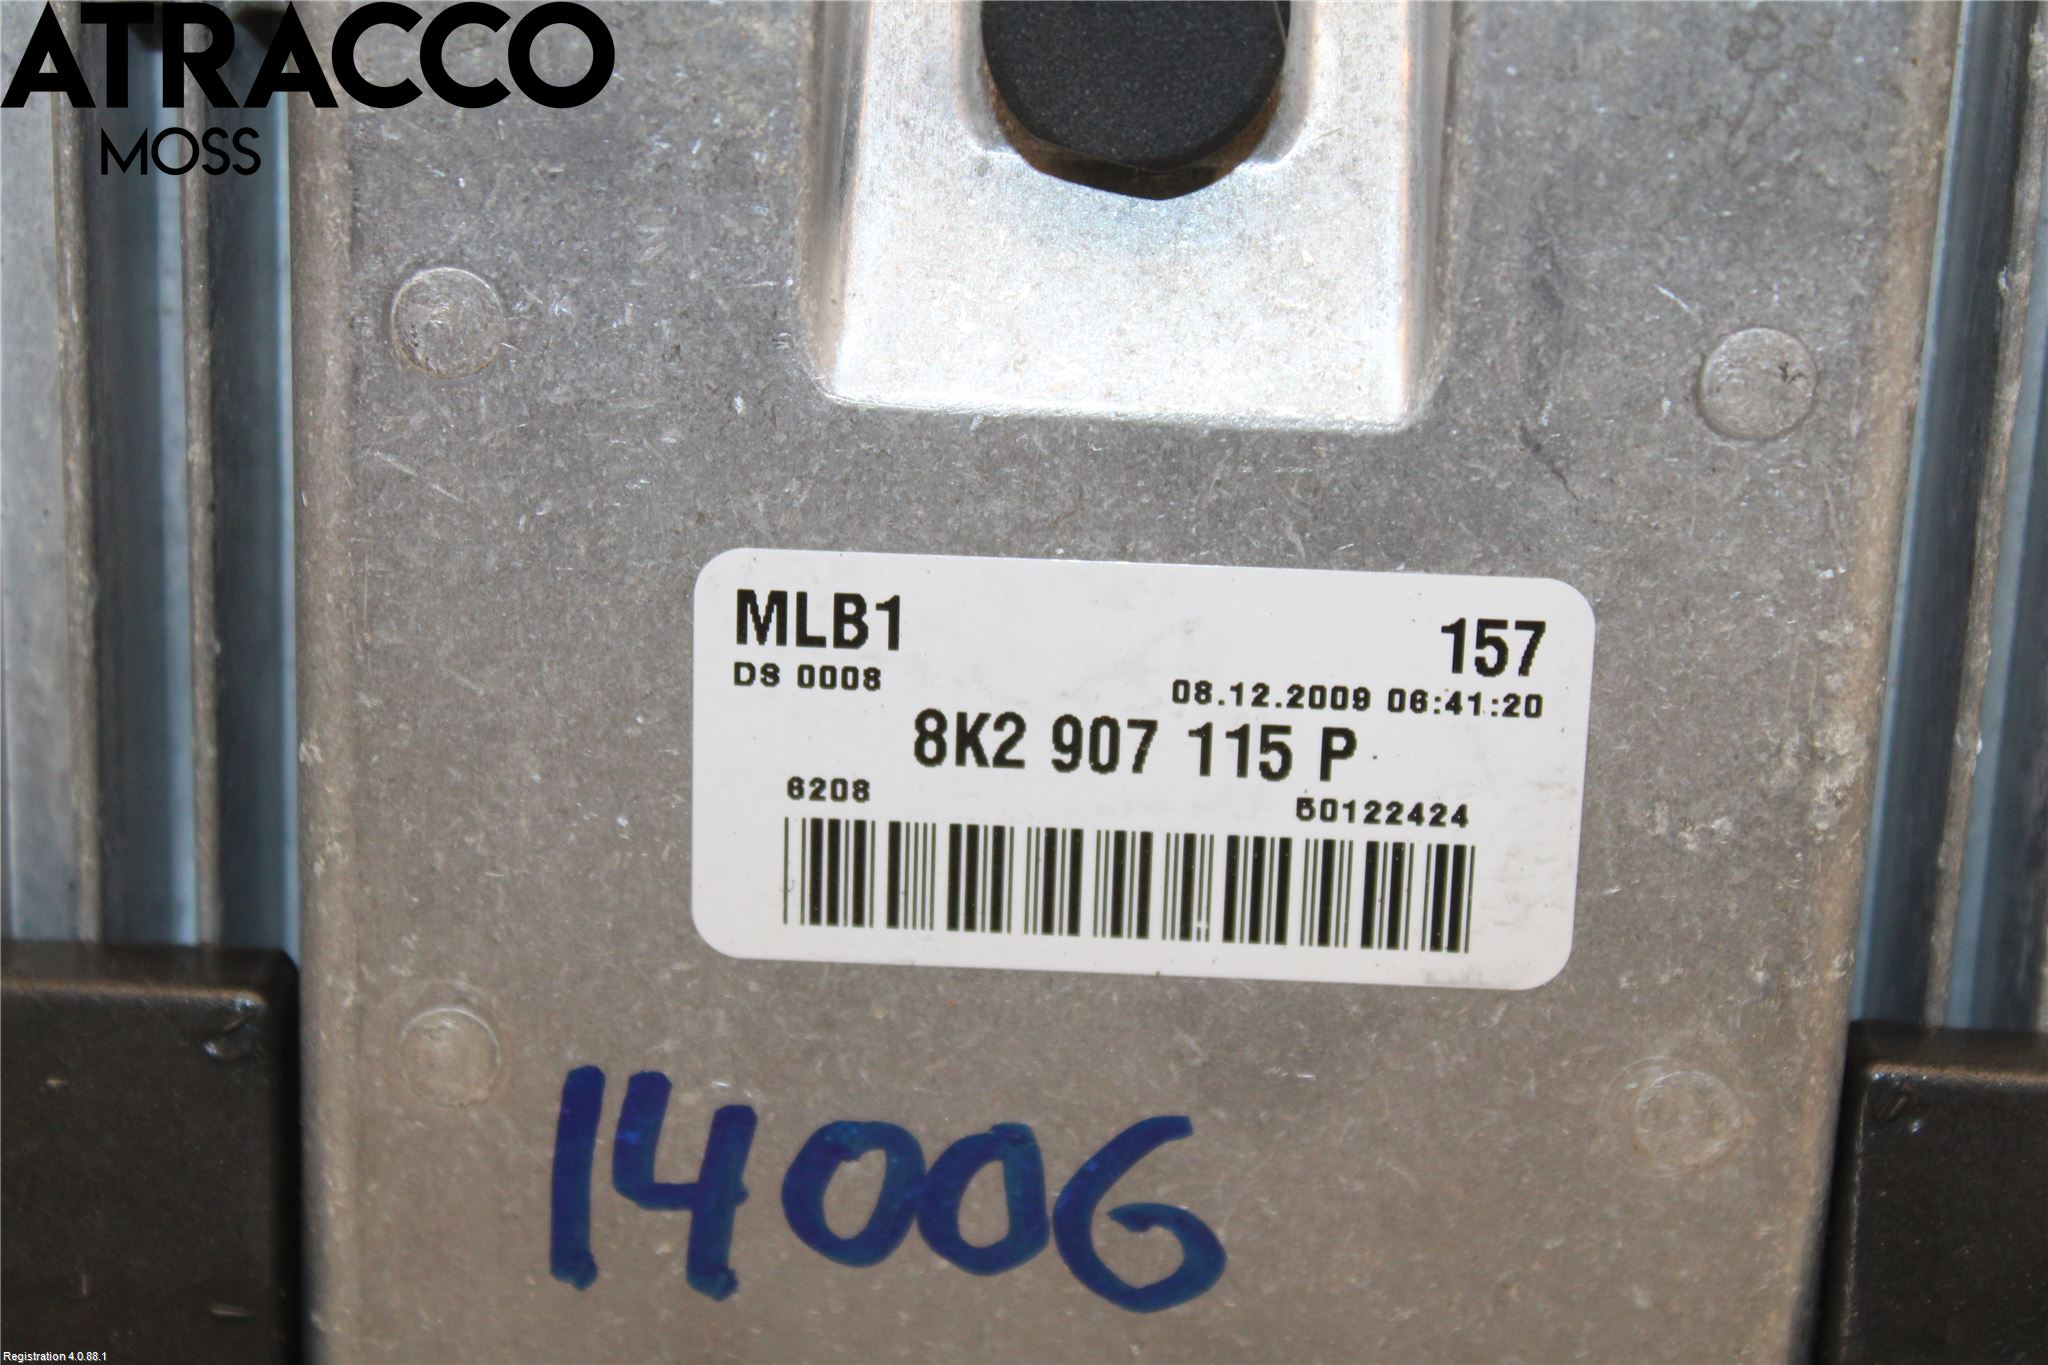 ATRACCO
MOSS
MLB1 157
DS 0008 08.12.2009 06:41:20
8K2 907 115 P
6208 50122424
14006
Registration 4.0.88.1